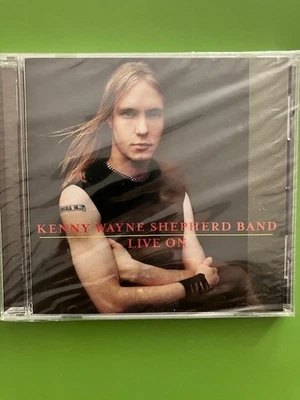 KENNY WAYNE SHEPHERD BAND
LIVE ON